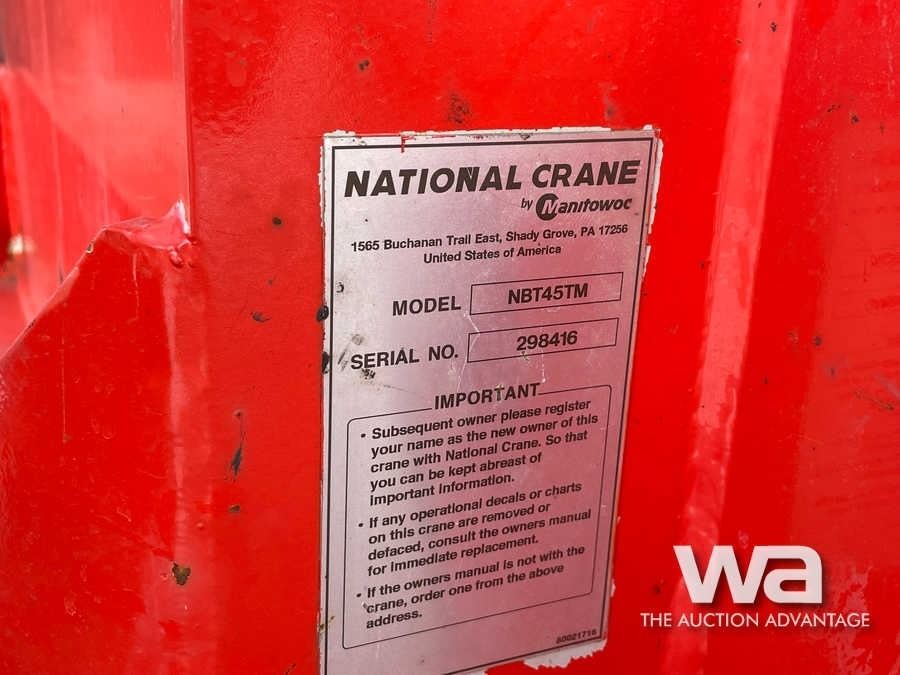 NATIONAL CRANE
by Manitowoc
1565 Buchanan Trail East, Shady Grove, PA 17256
United States of America
MODEL NBT45TM
SERIAL NO. 298416
IMPORTANT
• Subsequent owner please register
your name as the new owner of this
crane with National Crane. So that
you can be kept abreast of
important information.
• If any operational decals or charts
on this crane are removed or
defaced, consult the owners manual
for immediate replacement.
• If the owners manual is not with the
crane, order one from the above
address.
80021716
wa
THE AUCTION ADVANTAGE